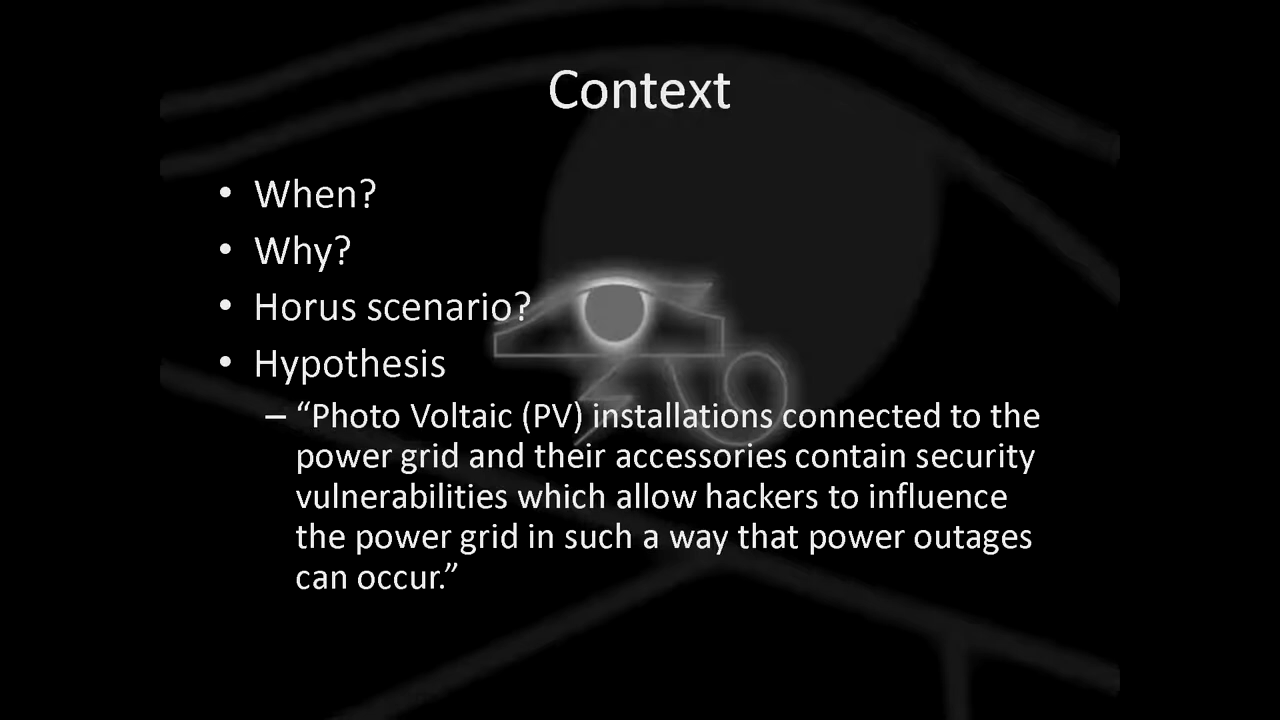 Context
• When?
• Why?
• Horus scenario?
• Hypothesis
– “Photo Voltaic (PV) installations connected to the
power grid and their accessories contain security
vulnerabilities which allow hackers to influence
the power grid in such a way that power outages
can occur.”